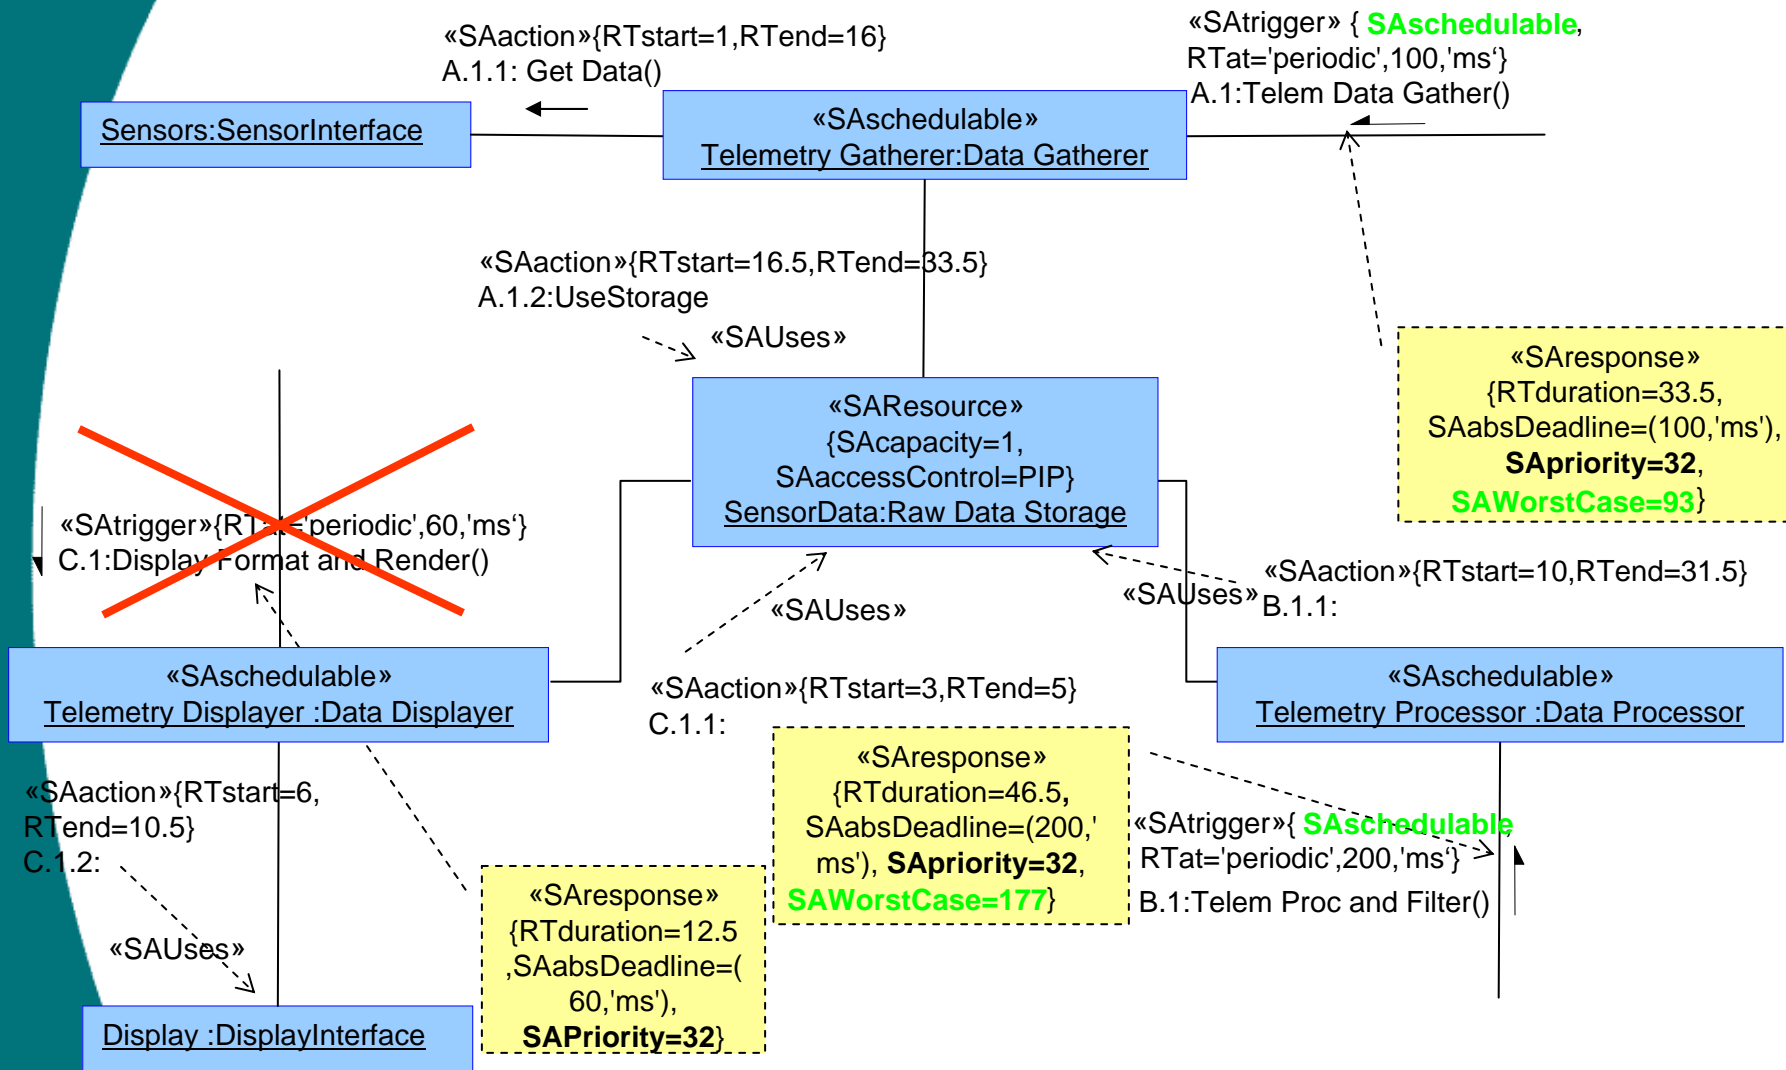 «SAaction»{RTstart=1,RTend=16}
A.1.1: Get Data()
«SAtrigger» { SAschedulable,
RTat='periodic',100,'ms‘}
A.1:Telem Data Gather()
Sensors:SensorInterface
«SAschedulable»
Telemetry Gatherer:Data Gatherer
«SAaction»{RTstart=16.5,RTend=33.5}
A.1.2:UseStorage
«SAUses»
«SAresponse»
{RTduration=33.5,
SAabsDeadline=(100,'ms'),
SApriority=32,
SAWorstCase=93}
«SAResource»
{SAcapacity=1,
SAaccessControl=PIP}
SensorData:Raw Data Storage
«SAtrigger»{RTat='periodic',60,'ms‘}
C.1:Display Format and Render()
«SAUses»
«SAUses»
«SAaction»{RTstart=10,RTend=31.5}
B.1.1:
«SAschedulable»
Telemetry Displayer :Data Displayer
«SAaction»{RTstart=3,RTend=5}
C.1.1:
«SAschedulable»
Telemetry Processor :Data Processor
«SAaction»{RTstart=6,
RTend=10.5}
C.1.2:
«SAresponse»
{RTduration=46.5,
SAabsDeadline=(200,'
ms'), SApriority=32,
SAWorstCase=177}
«SAtrigger»{ SAschedulable,
RTat='periodic',200,'ms‘}
B.1:Telem Proc and Filter()
«SAresponse»
{RTduration=12.5
,SAabsDeadline=(
60,'ms'),
SAPriority=32}
«SAUses»
Display :DisplayInterface